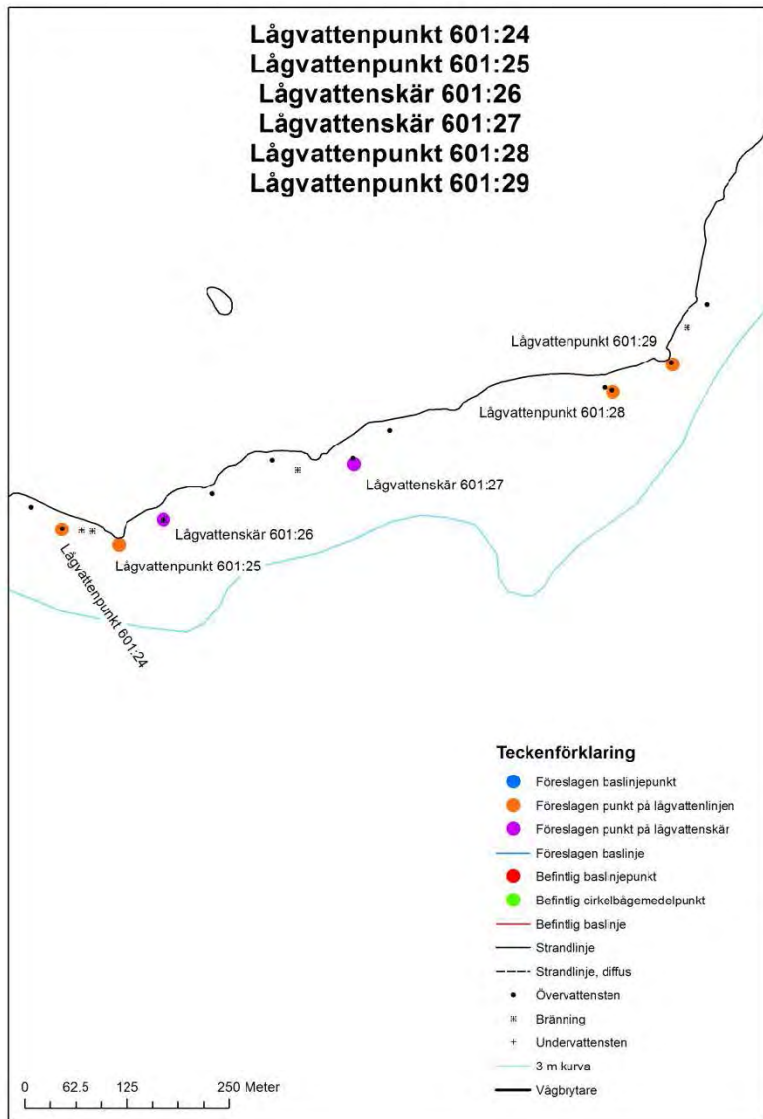 Lågvattenpunkt 601:24
Lågvattenpunkt 601:25
Lågvattenskär 601:26
Lågvattenskär 601:27
Lågvattenpunkt 601:28
Lågvattenpunkt 601:29
Lågvattenpunkt 601:29
Lågvattenpunkt 601:28
Lågvattenskär 601:27
Lågvattenskär 601:26
Lågvattenpunkt 601:25
Lågvattenpunkt 601:24
Teckenförklaring
Föreslagen baslinjepunkt
Föreslagen punkt på lågvattenlinjen
Föreslagen punkt på lågvattenskär
Föreslagen baslinje
Befintlig baslinjepunkt
Befintlig cirkelbågemedelpunkt
Befintlig baslinje
Strandlinje
Strandlinje, diffus
Övervattensten
Bränning
Undervattensten
3 m kurva
Vågbrytare
0 62.5 125 250 Meter